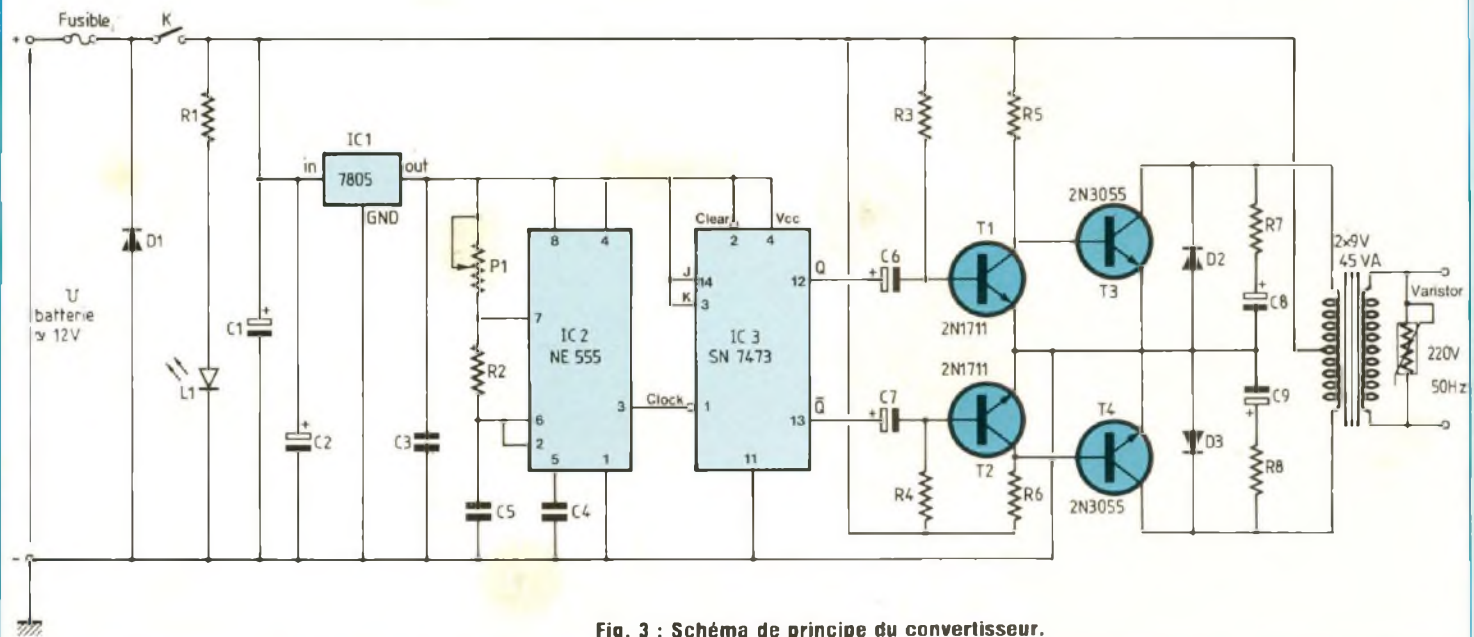 Fusible
K
+
R1
IC1
in
out
7805
GND
D1
U
batterie
≈ 12V
C1
+
L1
C2
+
C3
P1
R2
C5
C4
8
4
7
IC 2
NE 555
3
6
2
5
1
Clock
Clear
Vcc
2
4
J
14
K
3
12
Q
IC 3
SN 7473
1
13
Q̅
11
C6
+
C7
+
R3
R5
T1
2N1711
2N1711
T2
R4
R6
2N3055
T3
T4
2N3055
D2
D3
R7
C8
+
C9
+
R8
2x9V
45 VA
Varistor
220V
50Hz
-
Fig. 3 : Schéma de principe du convertisseur.